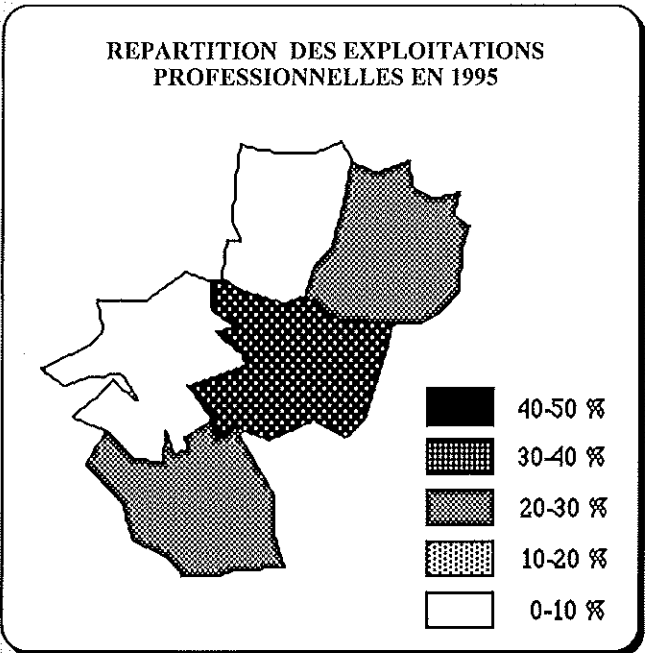 REPARTITION DES EXPLOITATIONS
PROFESSIONNELLES EN 1995
40-50 %
30-40 %
20-30 %
10-20 %
0-10 %